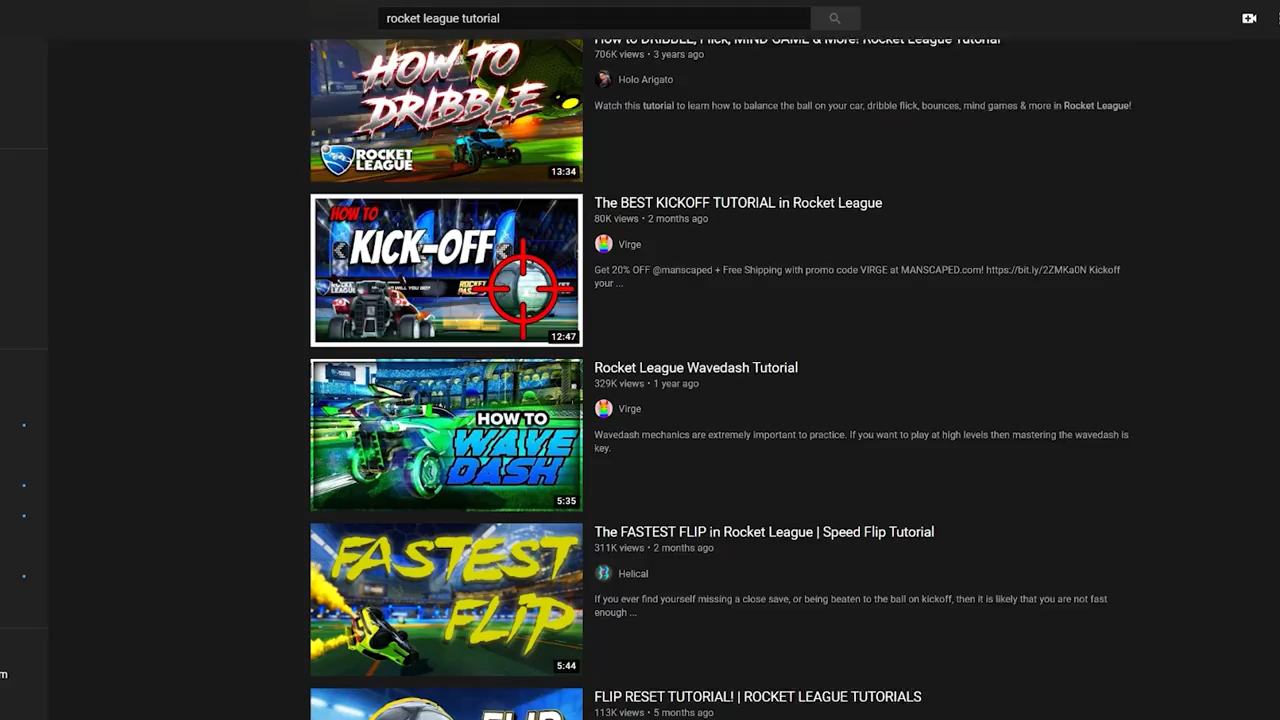 rocket league tutorial
How to DRIBBLE, Flick, MIND GAME & More! Rocket League Tutorial
706K views • 3 years ago
Holo Arigato
Watch this tutorial to learn how to balance the ball on your car, dribble flick, bounces, mind games & more in Rocket League!
HOW TO
DRIBBLE
ROCKET
LEAGUE
13:34
The BEST KICKOFF TUTORIAL in Rocket League
80K views • 2 months ago
Virge
Get 20% OFF @manscaped + Free Shipping with promo code VIRGE at MANSCAPED.com! https://bit.ly/2ZMKa0N Kickoff
your ...
HOW TO
KICK-OFF
12:47
Rocket League Wavedash Tutorial
329K views • 1 year ago
Virge
Wavedash mechanics are extremely important to practice. If you want to play at high levels then mastering the wavedash is
key.
HOW TO
WAVE
DASH
5:35
The FASTEST FLIP in Rocket League | Speed Flip Tutorial
311K views • 2 months ago
Helical
If you ever find yourself missing a close save, or being beaten to the ball on kickoff, then it is likely that you are not fast
enough ...
FASTEST
FLIP
5:44
m
FLIP RESET TUTORIAL! | ROCKET LEAGUE TUTORIALS
113K views • 5 months ago
FLIP